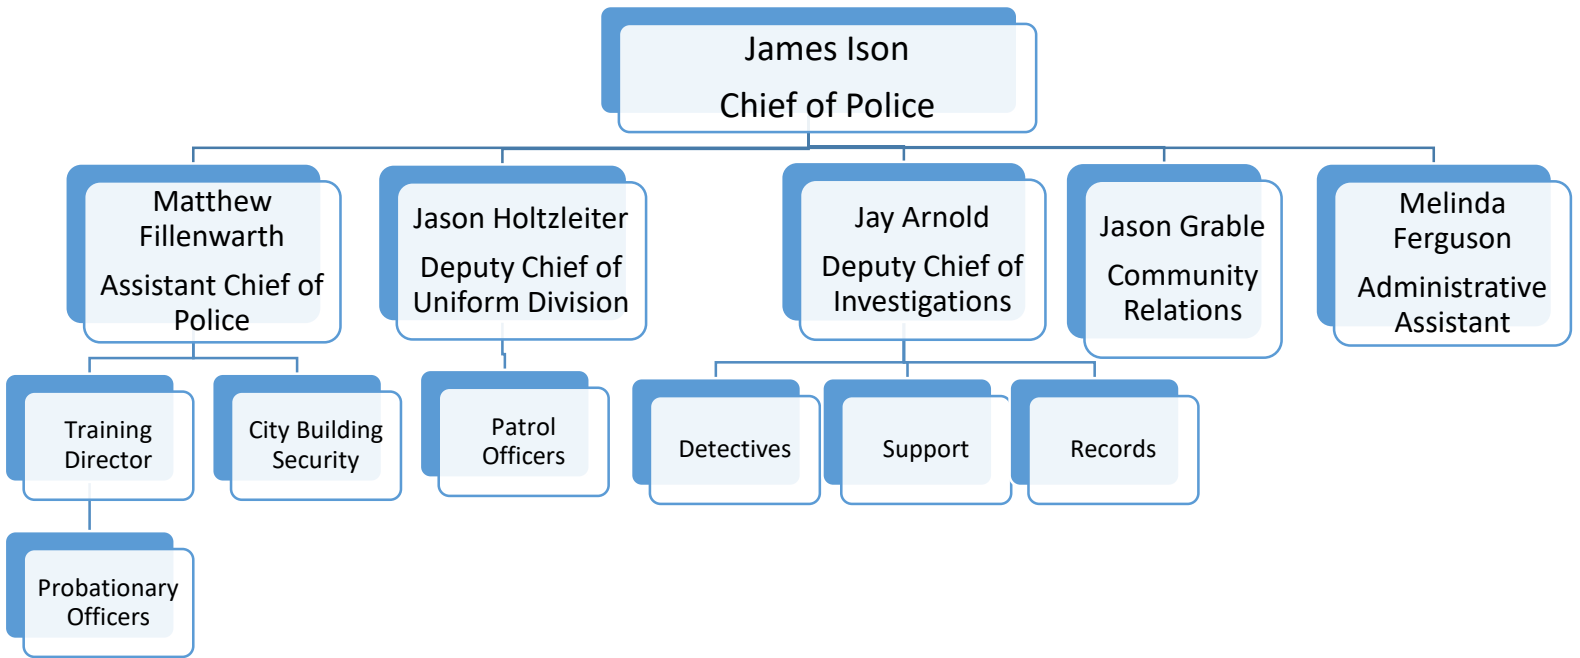 James Ison
Chief of Police
Matthew
Fillenwarth
Assistant Chief of
Police
Jason Holtzleiter
Deputy Chief of
Uniform Division
Jay Arnold
Deputy Chief of
Investigations
Jason Grable
Community
Relations
Melinda
Ferguson
Administrative
Assistant
Training
Director
City Building
Security
Patrol
Officers
Detectives
Support
Records
Probationary
Officers